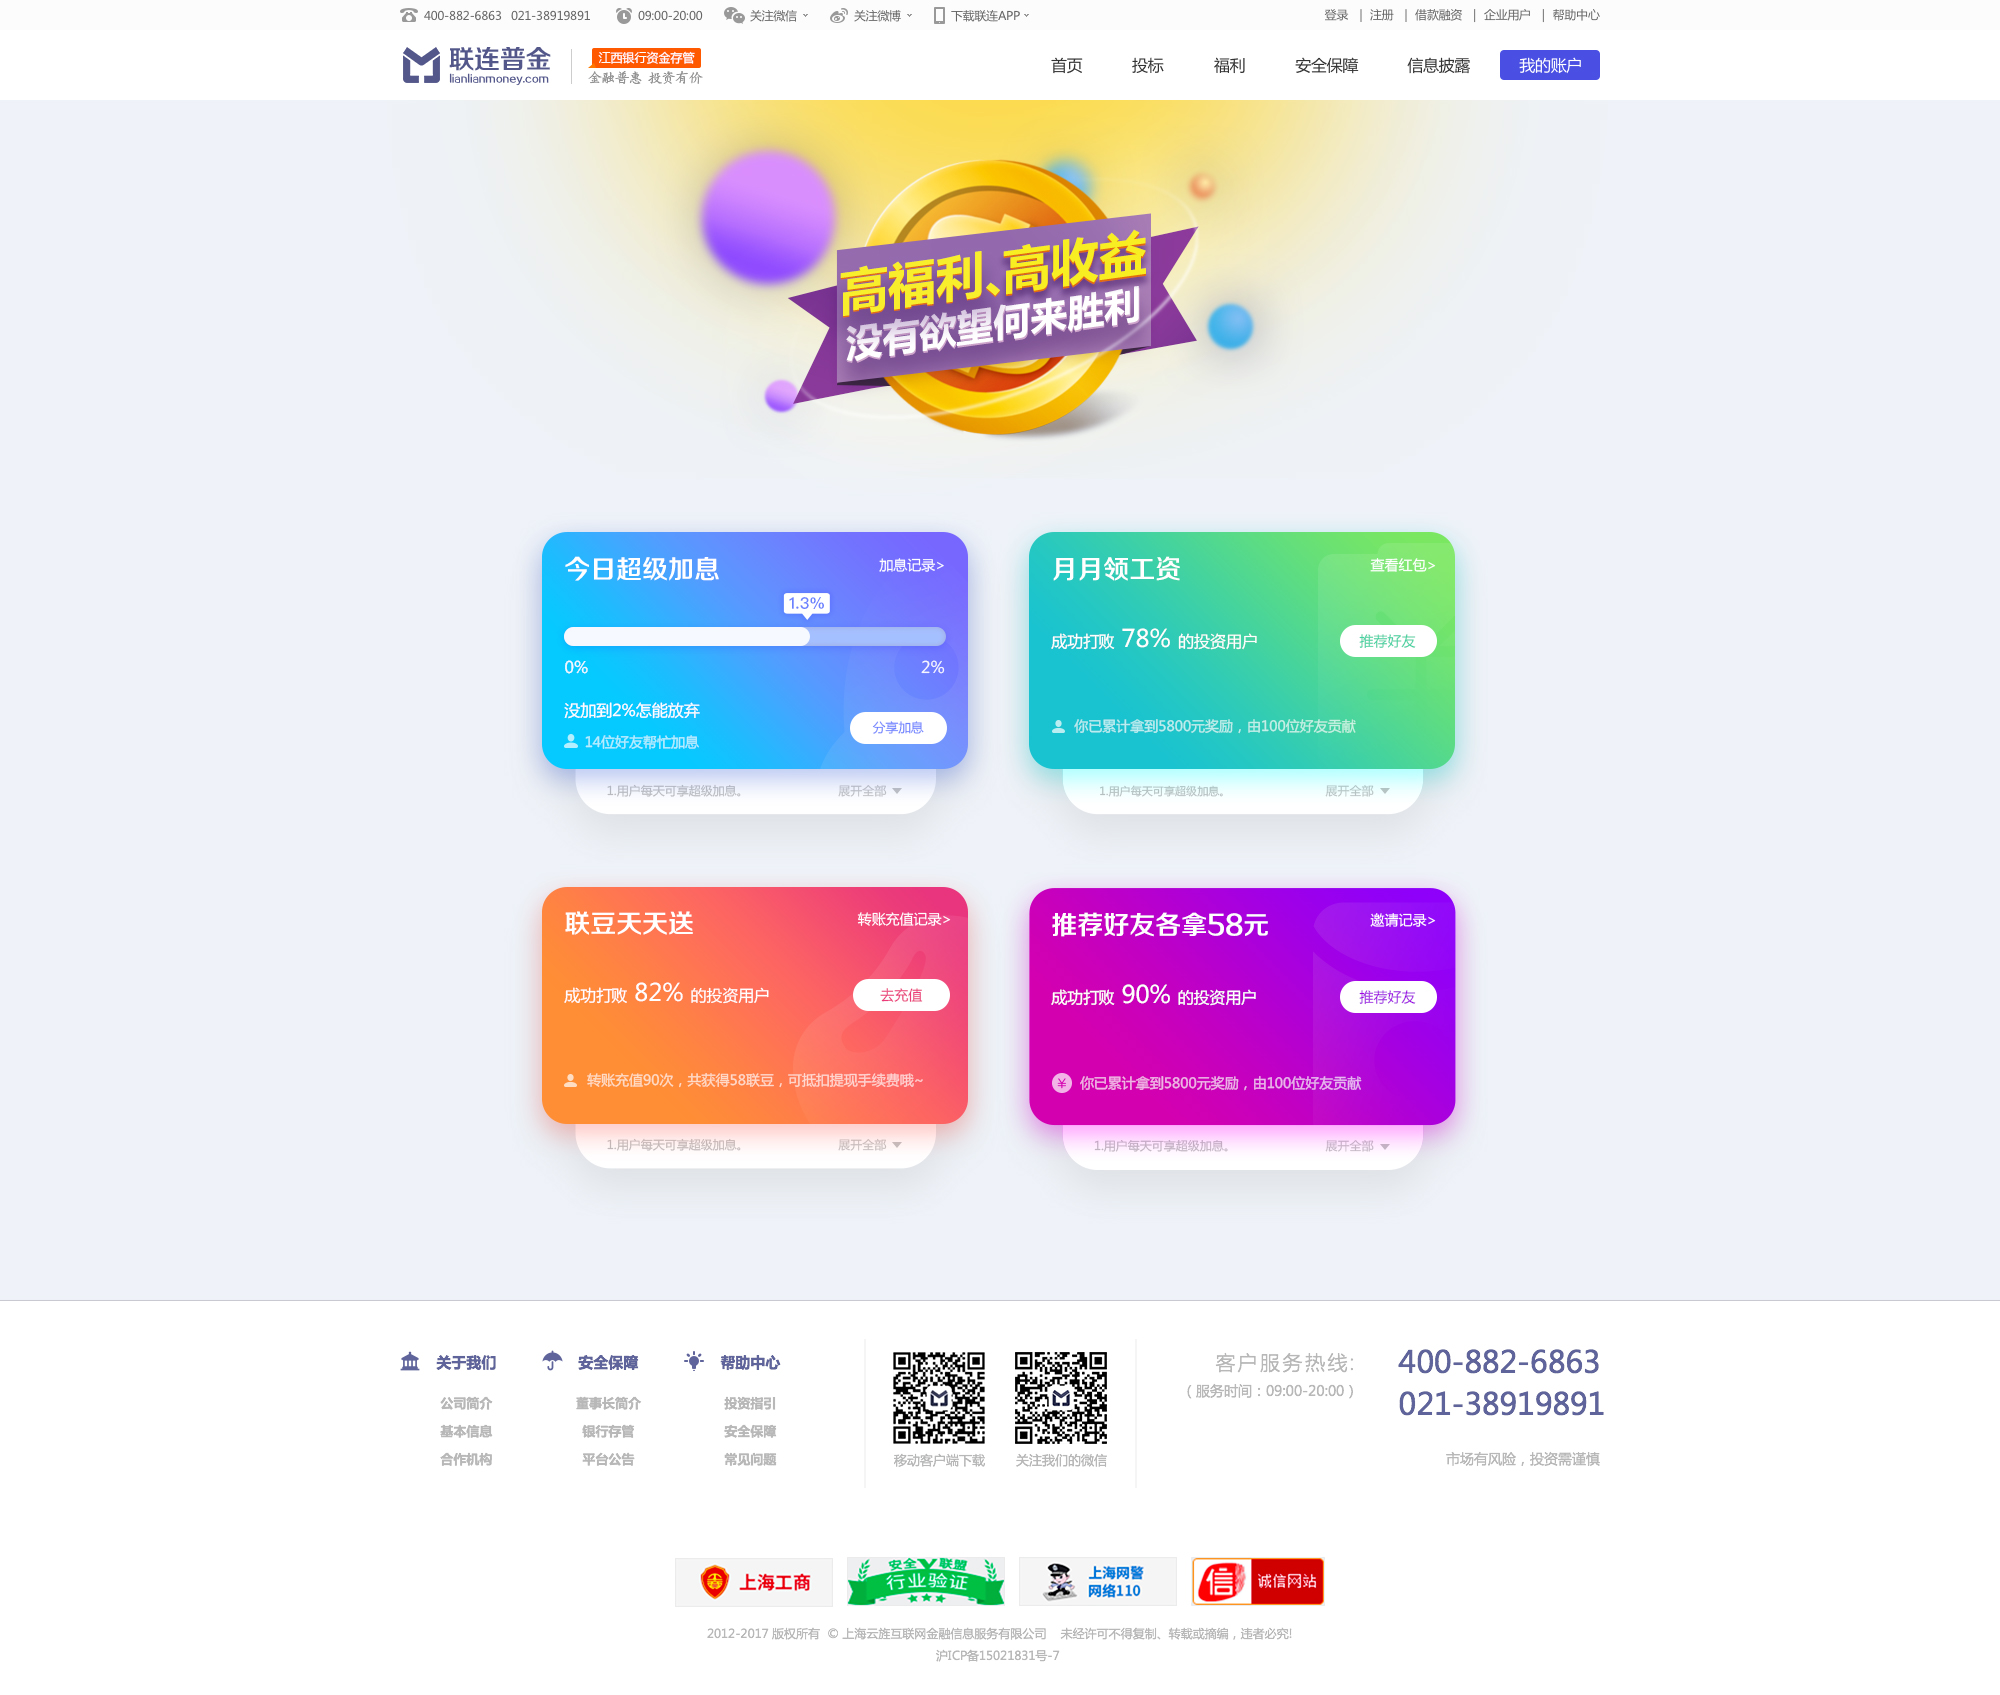 400-882-6863 021-38919891 09:00-20:00 关注微信 关注微博 下载联连APP 登录 | 注册 | 借款融资 | 企业用户 | 帮助中心
联连普金
lianlianmoney.com
江西银行资金存管
金融普惠 投资有价
首页 投标 福利 安全保障 信息披露 我的账户
高福利、高收益
没有欲望何来胜利
今日超级加息 加息记录>
1.3%
0% 2%
没加到2%怎能放弃
14位好友帮忙加息
分享加息
1.用户每天可享超级加息。 展开全部
月月领工资 查看红包>
成功打败 78% 的投资用户 推荐好友
你已累计拿到5800元奖励，由100位好友贡献
1.用户每天可享超级加息。 展开全部
联豆天天送 转账充值记录>
成功打败 82% 的投资用户 去充值
转账充值90次，共获得58联豆，可抵扣提现手续费哦~
1.用户每天可享超级加息。 展开全部
推荐好友各拿58元 邀请记录>
成功打败 90% 的投资用户 推荐好友
¥ 你已累计拿到5800元奖励，由100位好友贡献
1.用户每天可享超级加息。 展开全部
关于我们 安全保障 帮助中心
公司简介 董事长简介 投资指引
基本信息 银行存管 安全保障
合作机构 平台公告 常见问题
移动客户端下载 关注我们的微信
客户服务热线:
（服务时间：09:00-20:00）
400-882-6863
021-38919891
市场有风险，投资需谨慎
上海工商
安全联盟
行业验证
上海网警
网络110
信 诚信网站
2012-2017 版权所有 © 上海云旌互联网金融信息服务有限公司 未经许可不得复制、转载或摘编，违者必究!
沪ICP备15021831号-7